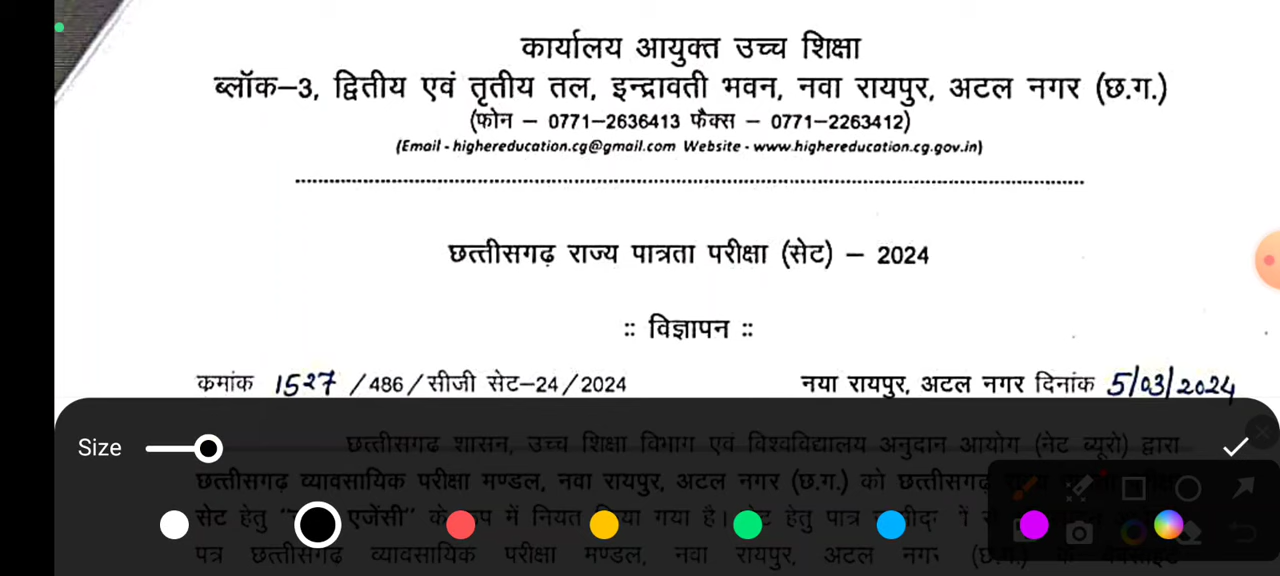 कार्यालय आयुक्त उच्च शिक्षा
ब्लॉक–3, द्वितीय एवं तृतीय तल, इन्द्रावती भवन, नवा रायपुर, अटल नगर (छ.ग.)
(फोन – 0771–2636413 फैक्स – 0771–2263412)
(Email - highereducation.cg@gmail.com Website - www.highereducation.cg.gov.in)
छत्तीसगढ़ राज्य पात्रता परीक्षा (सेट) – 2024
:: विज्ञापन ::
कमांक 1527 /486/सीजी सेट–24/2024 नया रायपुर, अटल नगर दिनांक 5/03/2024
Size
छत्तीसगढ शासन, उच्च शिक्षा विभाग एवं विश्वविद्यालय अनुदान आयोग (नेट ब्यूरो) द्वारा
छत्तीसगढ़ व्यावसायिक परीक्षा मण्डल, नवा रायपुर, अटल नगर (छ.ग.) को छत्तीसगढ़
सेट हेतु एजेंसी" में नियत किया गया है। हेतु पात्र
पत्र छत्तीसगढ व्यावसायिक परीक्षा मण्डल, नवा रायपुर, अटल नगर (छ.ग.)